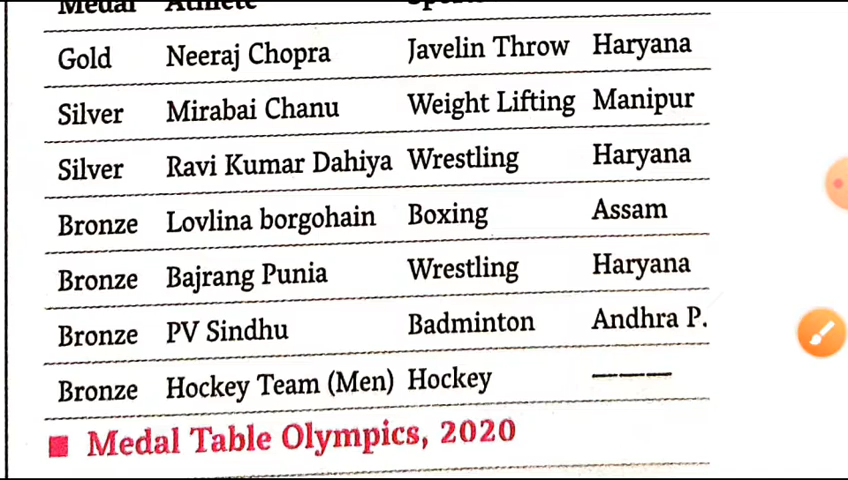 Medal Athlete
Gold Neeraj Chopra Javelin Throw Haryana
Silver Mirabai Chanu Weight Lifting Manipur
Silver Ravi Kumar Dahiya Wrestling Haryana
Bronze Lovlina borgohain Boxing Assam
Bronze Bajrang Punia Wrestling Haryana
Bronze PV Sindhu Badminton Andhra P.
Bronze Hockey Team (Men) Hockey ———
■ Medal Table Olympics, 2020